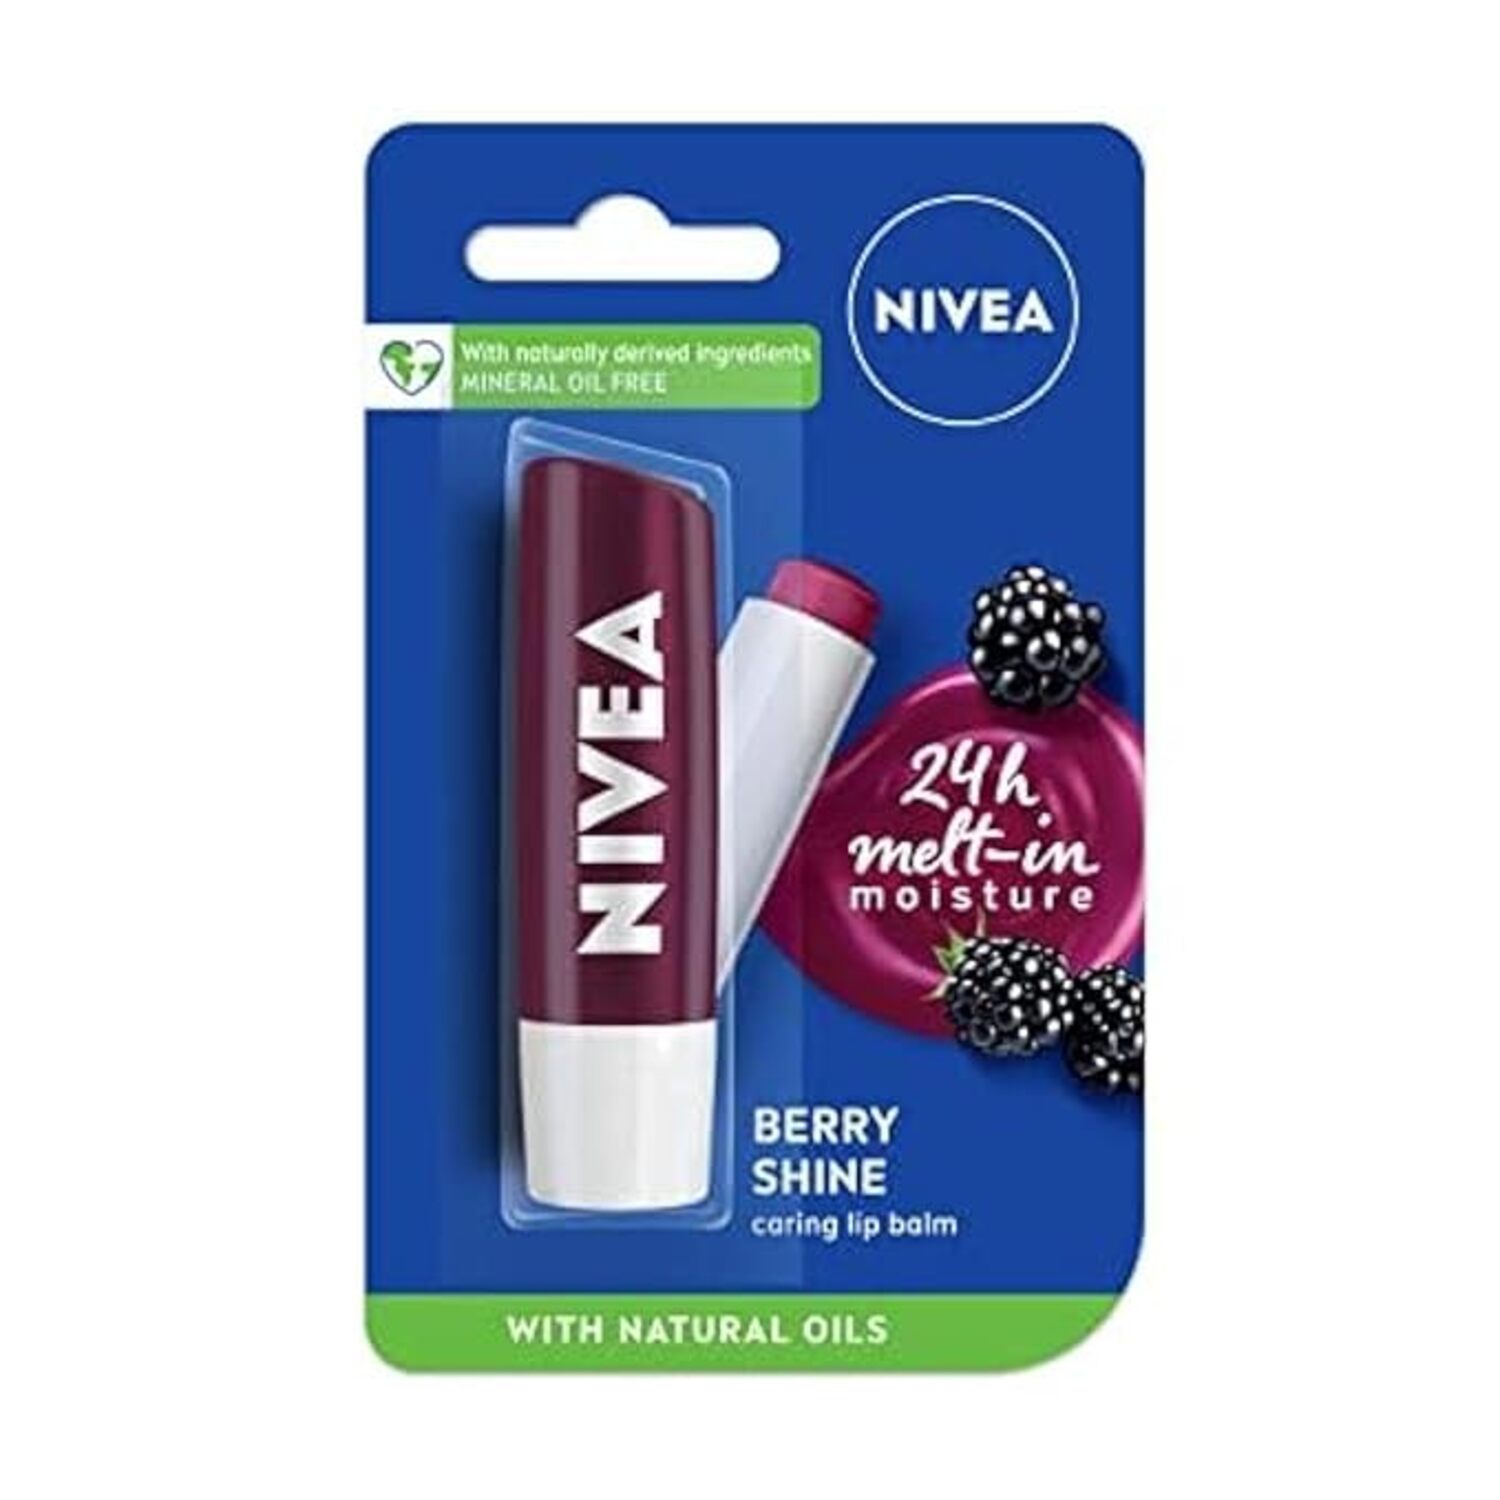 NIVEA
With naturally derived ingredients
MINERAL OIL FREE
NIVEA
24h
melt-in
moisture
BERRY
SHINE
caring lip balm
WITH NATURAL OILS